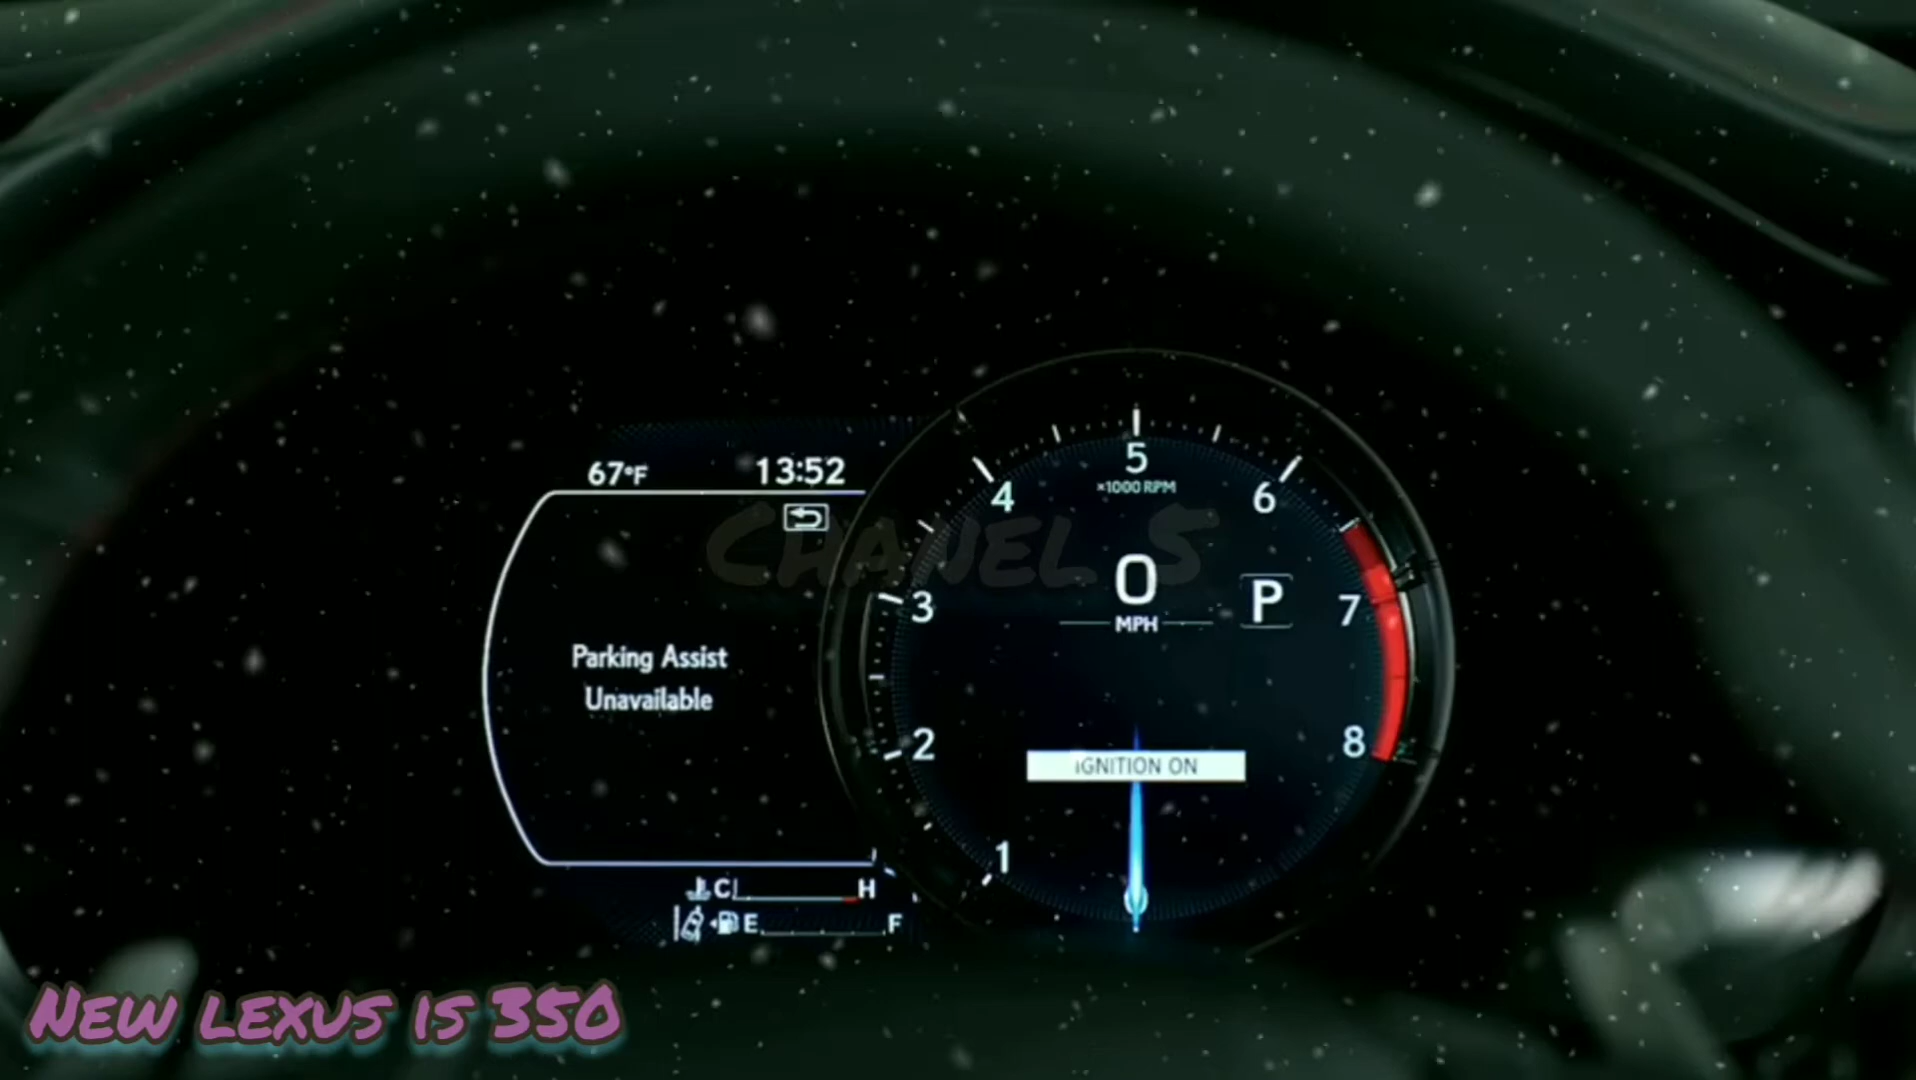 67°F 13:52
Chanel S
Parking Assist
Unavailable
5
×1000 RPM
4 6
0
MPH
P
3 7
2 8
IGNITION ON
1
0
C H
E F
New lexus is 350